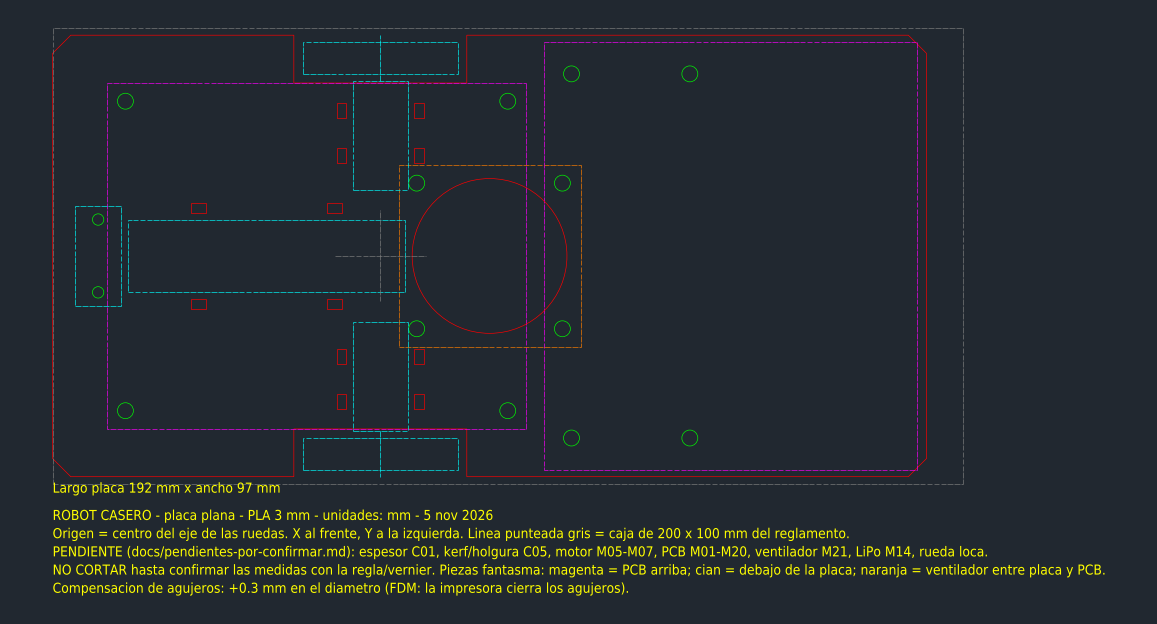 Largo placa 192 mm x ancho 97 mm
ROBOT CASERO - placa plana - PLA 3 mm - unidades: mm - 5 nov 2026
Origen = centro del eje de las ruedas. X al frente, Y a la izquierda. Linea punteada gris = caja de 200 x 100 mm del reglamento.
PENDIENTE (docs/pendientes-por-confirmar.md): espesor C01, kerf/holgura C05, motor M05-M07, PCB M01-M20, ventilador M21, LiPo M14, rueda loca.
NO CORTAR hasta confirmar las medidas con la regla/vernier. Piezas fantasma: magenta = PCB arriba; cian = debajo de la placa; naranja = ventilador entre placa y PCB.
Compensacion de agujeros: +0.3 mm en el diametro (FDM: la impresora cierra los agujeros).